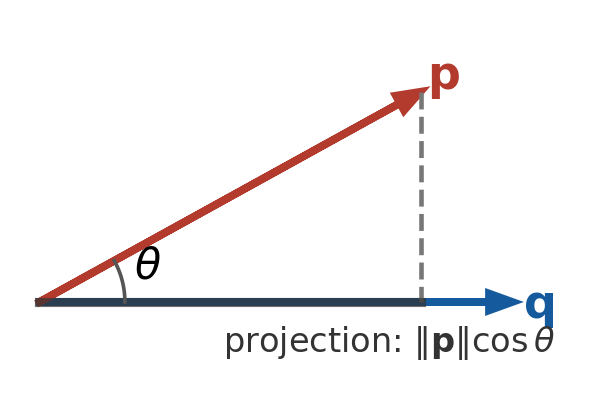 p
θ
q
projection: ‖p‖cos θ